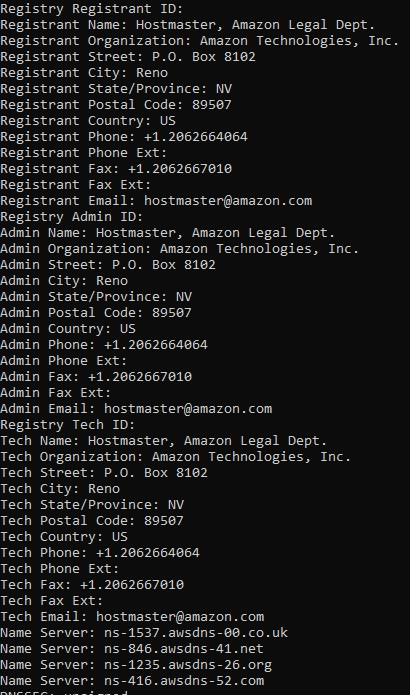 Registry Registrant ID:
Registrant Name: Hostmaster, Amazon Legal Dept.
Registrant Organization: Amazon Technologies, Inc.
Registrant Street: P.O. Box 8102
Registrant City: Reno
Registrant State/Province: NV
Registrant Postal Code: 89507
Registrant Country: US
Registrant Phone: +1.2062664064
Registrant Phone Ext:
Registrant Fax: +1.2062667010
Registrant Fax Ext:
Registrant Email: hostmaster@amazon.com
Registry Admin ID:
Admin Name: Hostmaster, Amazon Legal Dept.
Admin Organization: Amazon Technologies, Inc.
Admin Street: P.O. Box 8102
Admin City: Reno
Admin State/Province: NV
Admin Postal Code: 89507
Admin Country: US
Admin Phone: +1.2062664064
Admin Phone Ext:
Admin Fax: +1.2062667010
Admin Fax Ext:
Admin Email: hostmaster@amazon.com
Registry Tech ID:
Tech Name: Hostmaster, Amazon Legal Dept.
Tech Organization: Amazon Technologies, Inc.
Tech Street: P.O. Box 8102
Tech City: Reno
Tech State/Province: NV
Tech Postal Code: 89507
Tech Country: US
Tech Phone: +1.2062664064
Tech Phone Ext:
Tech Fax: +1.2062667010
Tech Fax Ext:
Tech Email: hostmaster@amazon.com
Name Server: ns-1537.awsdns-00.co.uk
Name Server: ns-846.awsdns-41.net
Name Server: ns-1235.awsdns-26.org
Name Server: ns-416.awsdns-52.com
DNSSEC: unsigned